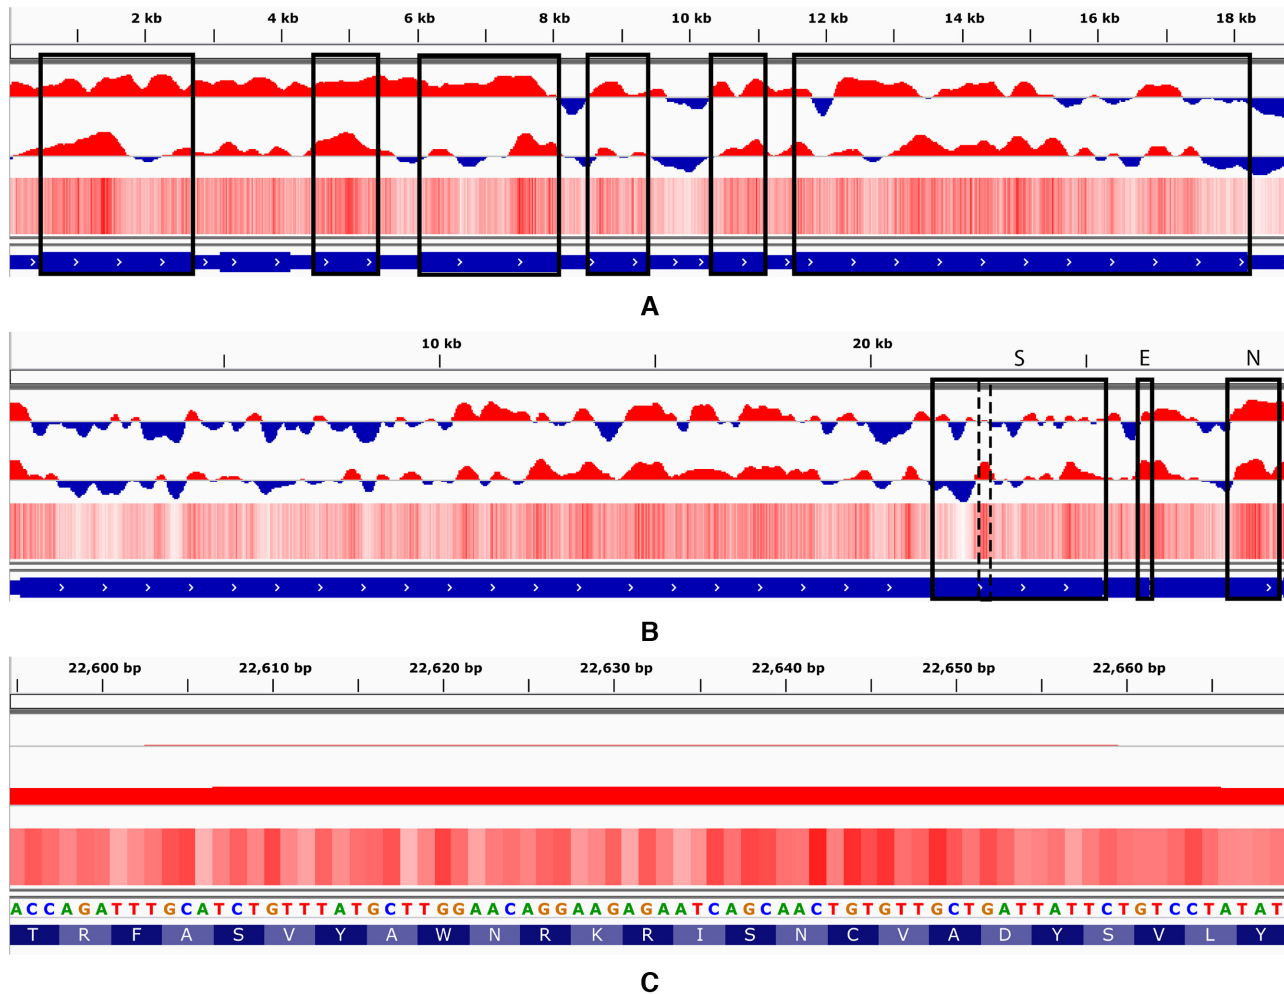 2 kb 4 kb 6 kb 8 kb 10 kb 12 kb 14 kb 16 kb 18 kb
A
10 kb 20 kb
S E N
B
22,600 bp 22,610 bp 22,620 bp 22,630 bp 22,640 bp 22,650 bp 22,660 bp
A C C A G A T T T G C A T C T G T T T A T G C T T G G A A C A G G A A G A G A A T C A G C A A C T G T G T T G C T G A T T A T T C T G T C C T A T A T
T R F A S V Y A W N R K R I S N C V A D Y S V L Y
C